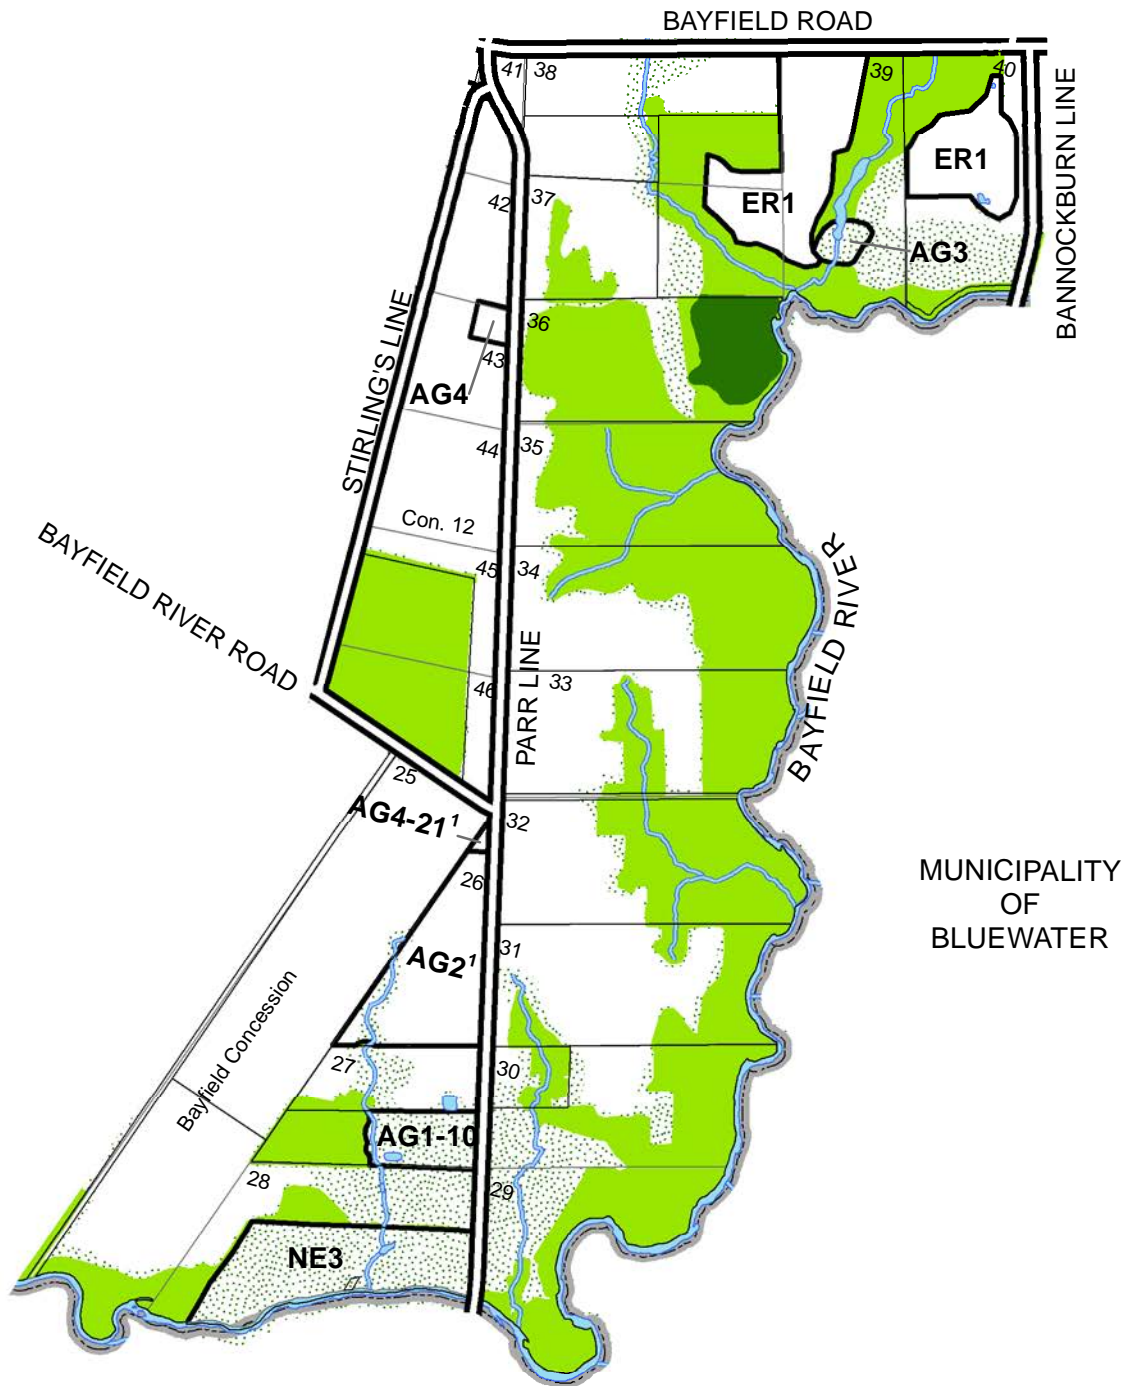 BAYFIELD ROAD
41 38
39
40
BANNOCKBURN LINE
ER1
42 37
ER1
AG3
36
43
AG4
STIRLING'S LINE
44 35
Con. 12
45 34
BAYFIELD RIVER ROAD
PARR LINE
BAYFIELD RIVER
46
33
25
AG4-21¹
32
26
MUNICIPALITY
OF
BLUEWATER
AG2¹
31
Bayfield Concession
27
30
AG1-10
28
29
NE3